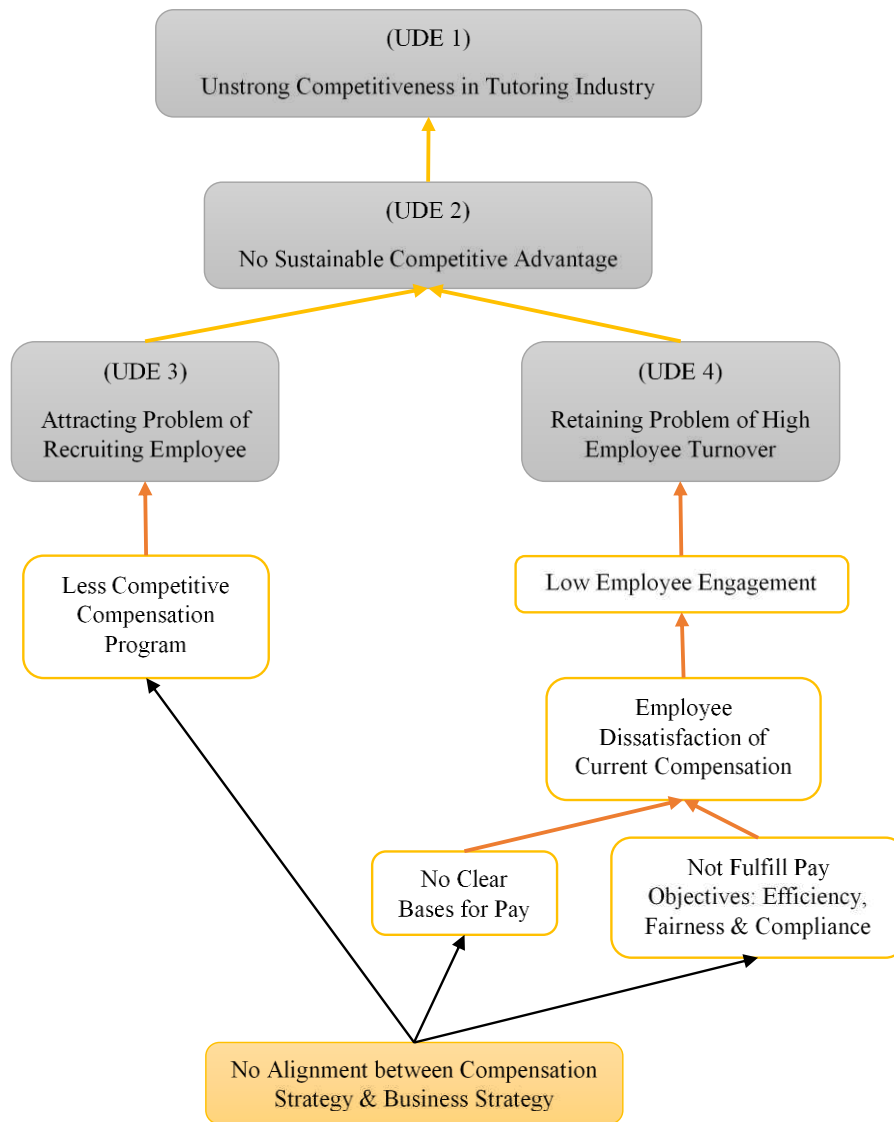 (UDE 1)
Unstrong Competitiveness in Tutoring Industry
(UDE 2)
No Sustainable Competitive Advantage
(UDE 3)
Attracting Problem of
Recruiting Employee
(UDE 4)
Retaining Problem of High
Employee Turnover
Less Competitive
Compensation
Program
Low Employee Engagement
Employee
Dissatisfaction of
Current Compensation
No Clear
Bases for Pay
Not Fulfill Pay
Objectives: Efficiency,
Fairness & Compliance
No Alignment between Compensation
Strategy & Business Strategy